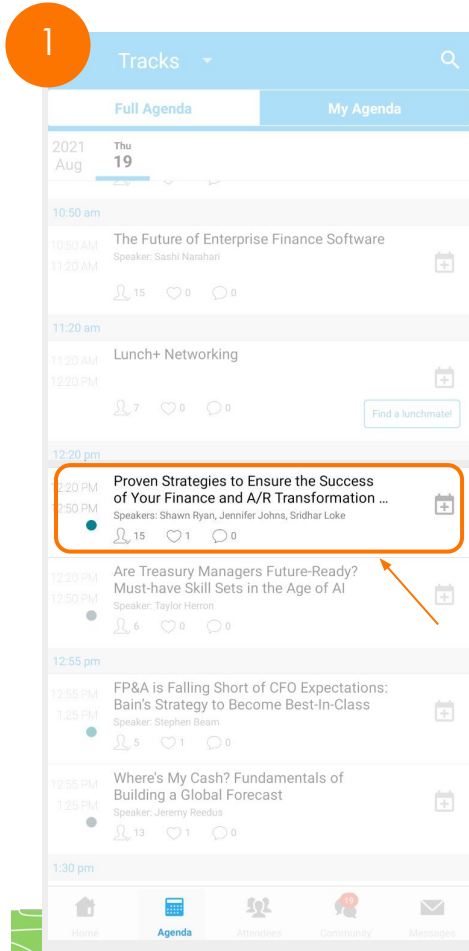 1
Tracks
Full Agenda
My Agenda
2021
Aug
Thu
19
10:50 am
10:50 AM
11:20 AM
The Future of Enterprise Finance Software
Speaker: Sashi Narahari
15 0 0
11:20 am
11:20 AM
12:20 PM
Lunch+ Networking
7 0 0
Find a lunchmate!
12:20 pm
12:20 PM
12:50 PM
Proven Strategies to Ensure the Success
of Your Finance and A/R Transformation ...
Speakers: Shawn Ryan, Jennifer Johns, Sridhar Loke
15 1 0
12:20 PM
12:50 PM
Are Treasury Managers Future-Ready?
Must-have Skill Sets in the Age of AI
Speaker: Taylor Herron
6 0 0
12:55 pm
12:55 PM
1:25 PM
FP&A is Falling Short of CFO Expectations:
Bain's Strategy to Become Best-In-Class
Speaker: Stephen Beam
5 1 0
12:55 PM
1:25 PM
Where's My Cash? Fundamentals of
Building a Global Forecast
Speaker: Jeremy Reedus
13 1 0
1:30 pm
19
Home
Agenda
Attendees
Community
Messages